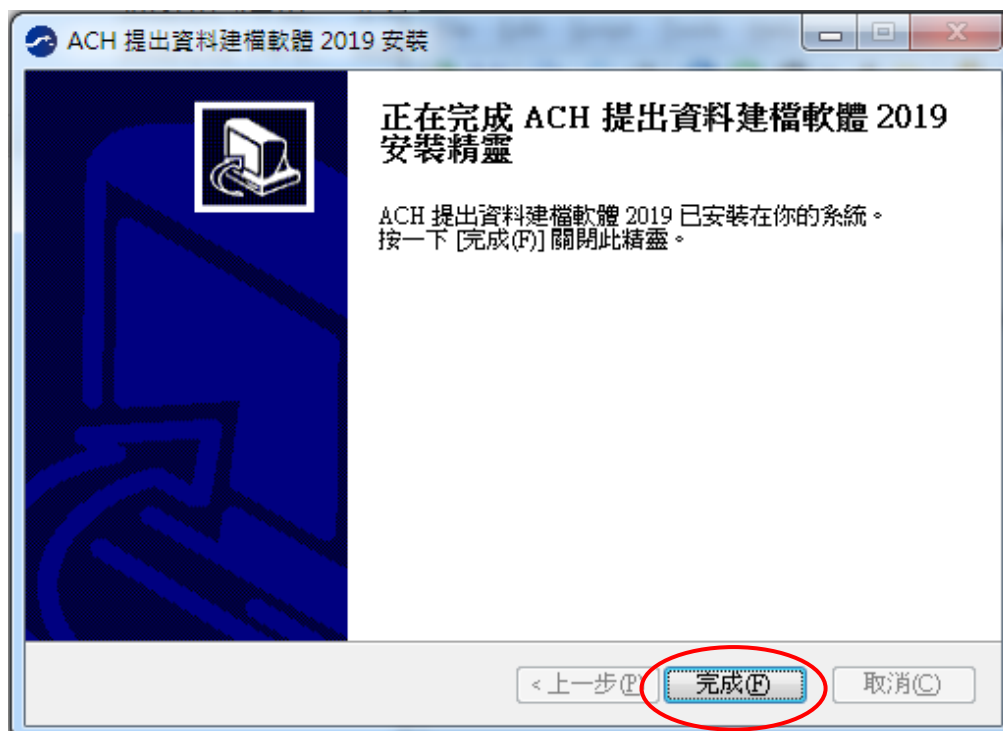 ACH 提出資料建檔軟體 2019 安裝
正在完成 ACH 提出資料建檔軟體 2019
安裝精靈
ACH 提出資料建檔軟體 2019 已安裝在你的系統。
按一下 [完成(F)] 關閉此精靈。
<上一步(P) 完成(F) 取消(C)